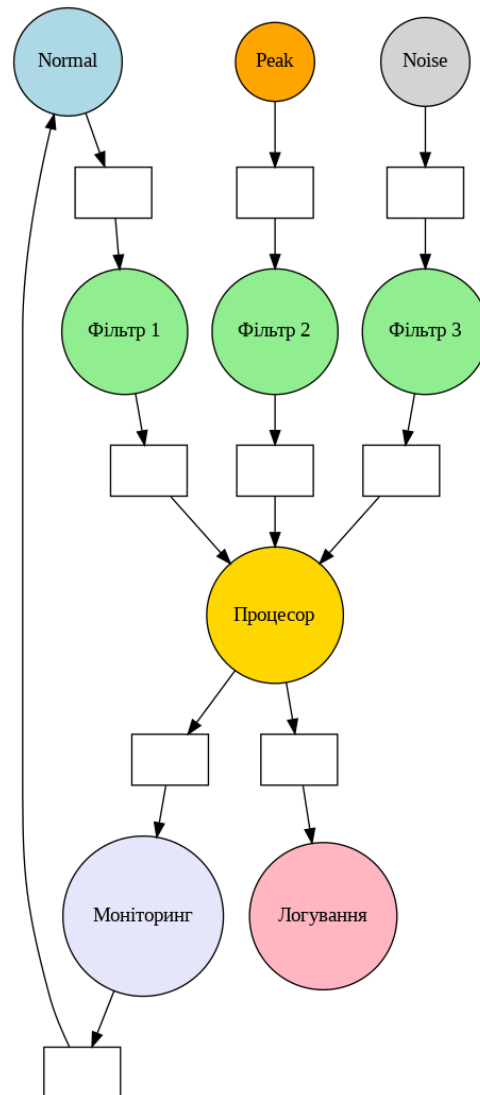 Normal
Peak
Noise
Фільтр 1
Фільтр 2
Фільтр 3
Процесор
Моніторинг
Логування